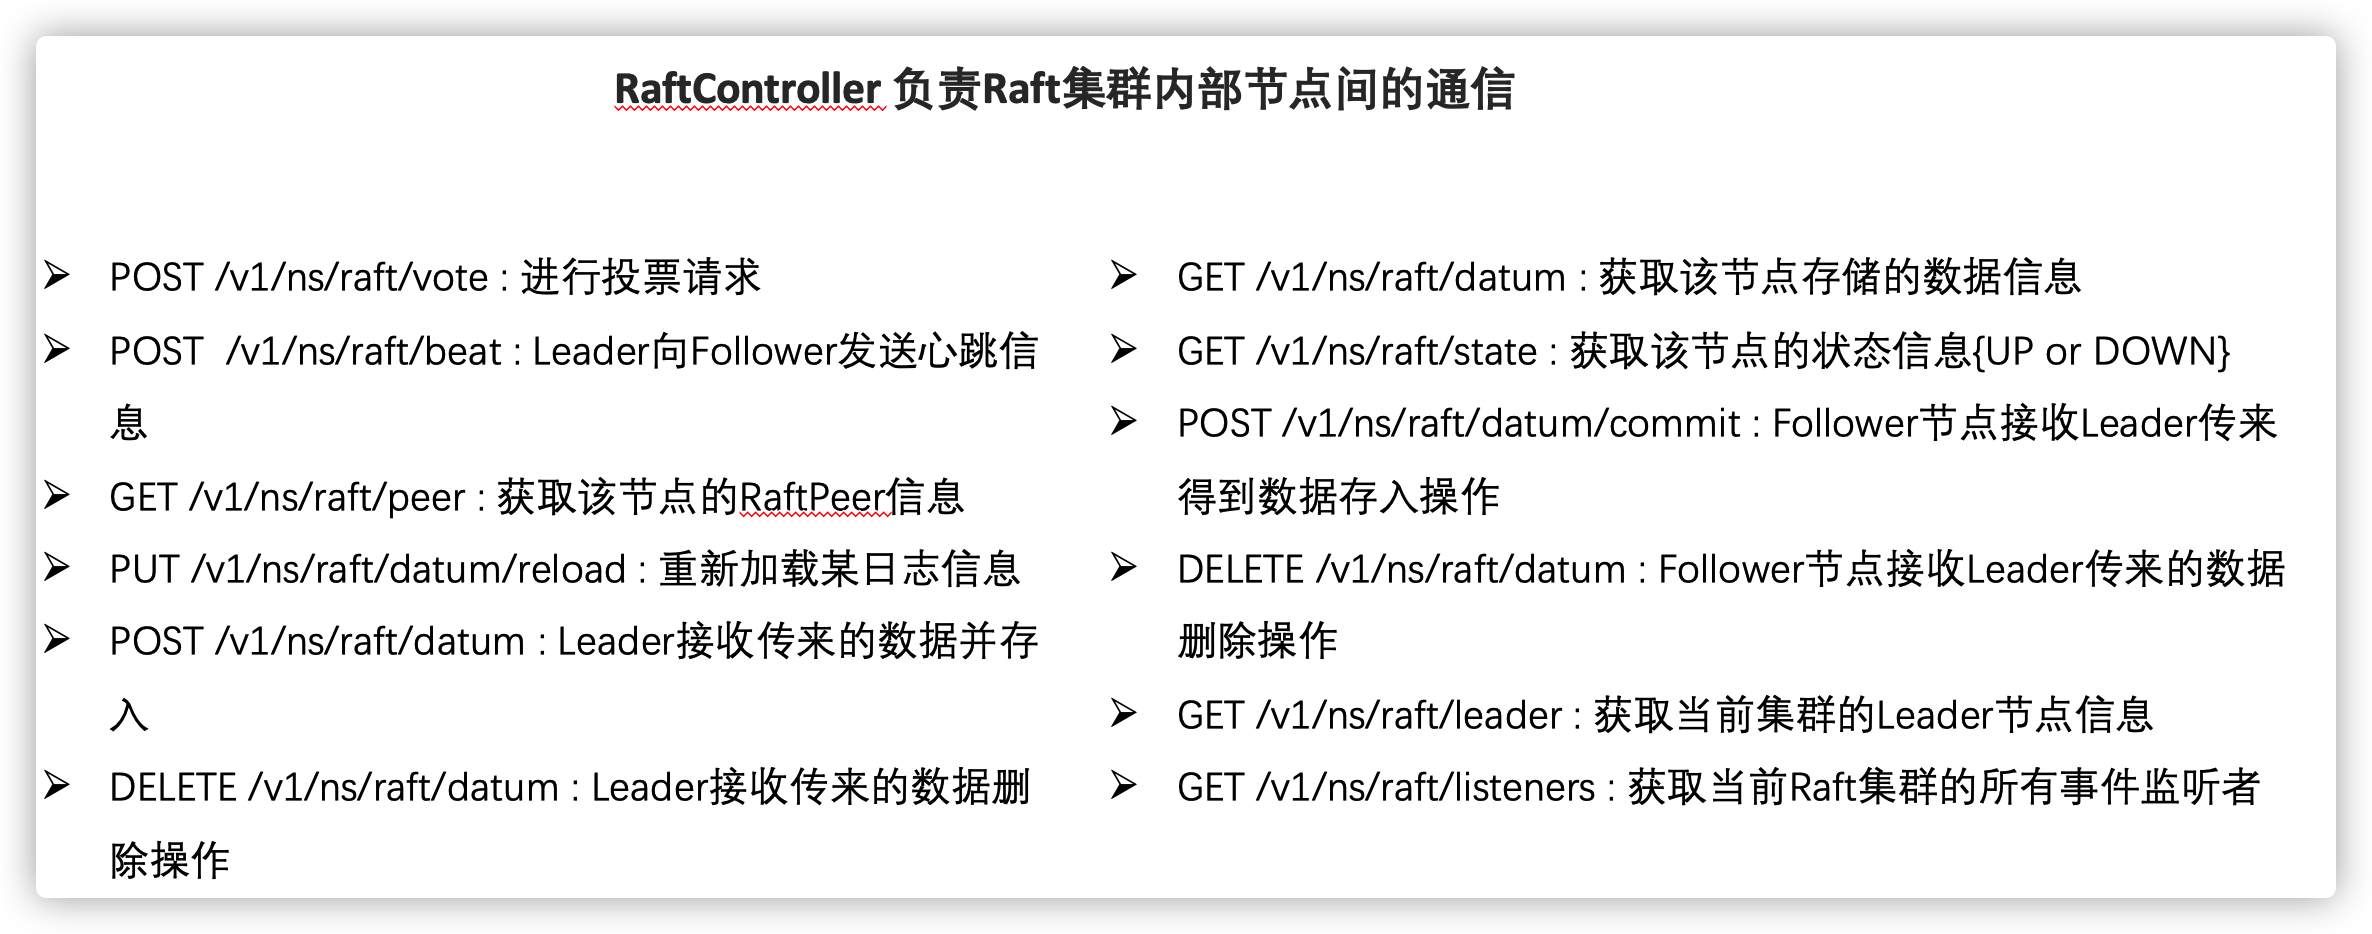 RaftController 负责Raft集群内部节点间的通信
POST /v1/ns/raft/vote : 进行投票请求
POST  /v1/ns/raft/beat : Leader向Follower发送心跳信
息
GET /v1/ns/raft/peer : 获取该节点的RaftPeer信息
PUT /v1/ns/raft/datum/reload : 重新加载某日志信息
POST /v1/ns/raft/datum : Leader接收传来的数据并存
入
DELETE /v1/ns/raft/datum : Leader接收传来的数据删
除操作
GET /v1/ns/raft/datum : 获取该节点存储的数据信息
GET /v1/ns/raft/state : 获取该节点的状态信息{UP or DOWN}
POST /v1/ns/raft/datum/commit : Follower节点接收Leader传来
得到数据存入操作
DELETE /v1/ns/raft/datum : Follower节点接收Leader传来的数据
删除操作
GET /v1/ns/raft/leader : 获取当前集群的Leader节点信息
GET /v1/ns/raft/listeners : 获取当前Raft集群的所有事件监听者